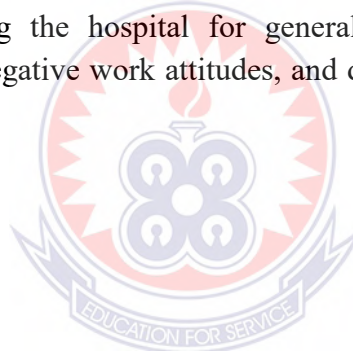 g the hospital for general
egative work attitudes, and
EDUCATION FOR SERVICE